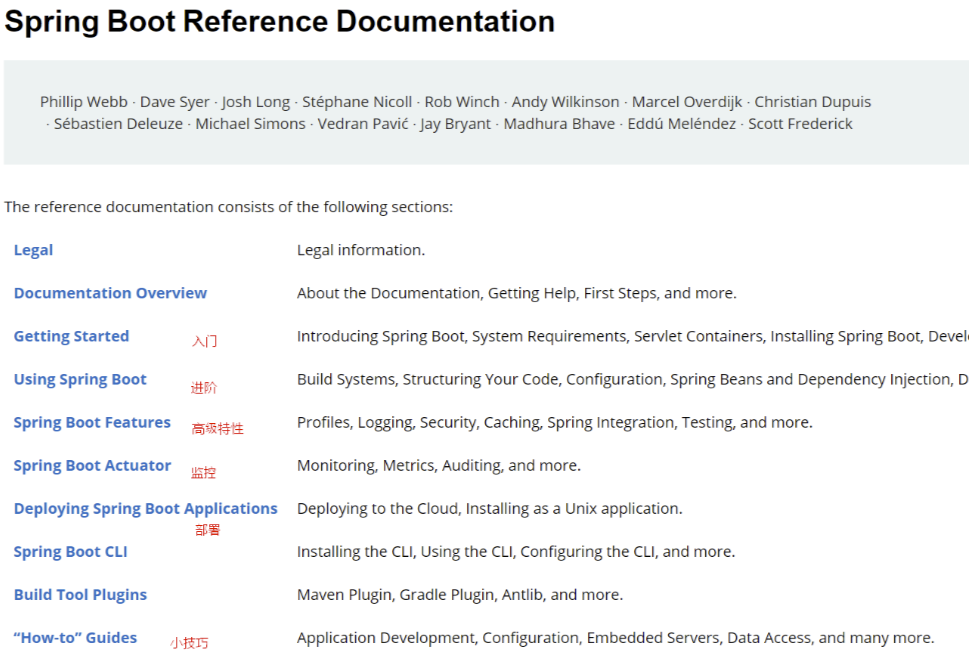 Spring Boot Reference Documentation
Phillip Webb · Dave Syer · Josh Long · Stéphane Nicoll · Rob Winch · Andy Wilkinson · Marcel Overdijk · Christian Dupuis
· Sébastien Deleuze · Michael Simons · Vedran Pavić · Jay Bryant · Madhura Bhave · Eddú Meléndez · Scott Frederick
The reference documentation consists of the following sections:
Legal Legal information.
Documentation Overview About the Documentation, Getting Help, First Steps, and more.
Getting Started 入门 Introducing Spring Boot, System Requirements, Servlet Containers, Installing Spring Boot,
Using Spring Boot 进阶 Build Systems, Structuring Your Code, Configuration, Spring Beans and Dependency Injection,
Spring Boot Features 高级特性 Profiles, Logging, Security, Caching, Spring Integration, Testing, and more.
Spring Boot Actuator 监控 Monitoring, Metrics, Auditing, and more.
Deploying Spring Boot Applications Deploying to the Cloud, Installing as a Unix application.
部署
Spring Boot CLI Installing the CLI, Using the CLI, Configuring the CLI, and more.
Build Tool Plugins Maven Plugin, Gradle Plugin, Antlib, and more.
“How-to” Guides 小技巧 Application Development, Configuration, Embedded Servers, Data Access, and many more.